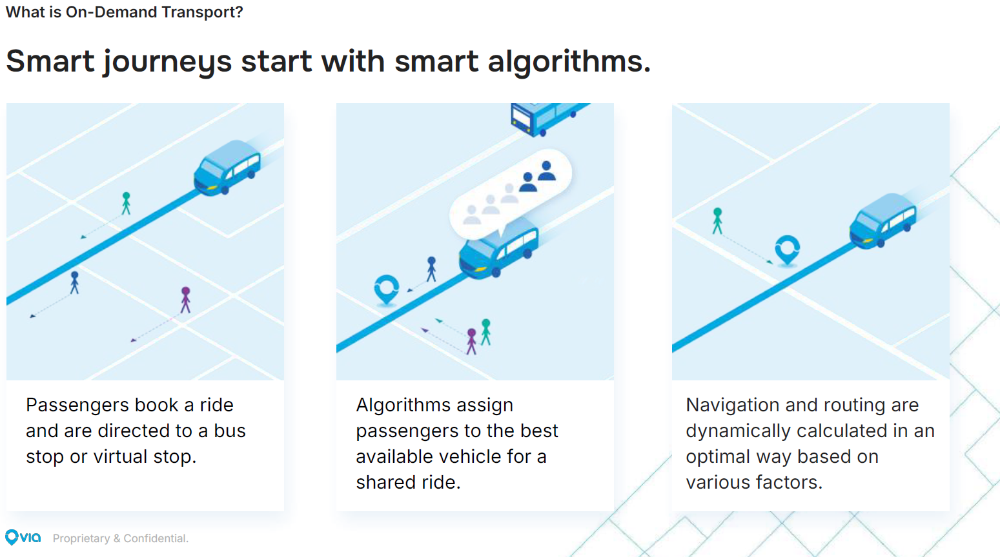 What is On-Demand Transport?
Smart journeys start with smart algorithms.
Passengers book a ride
and are directed to a bus
stop or virtual stop.
Algorithms assign
passengers to the best
available vehicle for a
shared ride.
Navigation and routing are
dynamically calculated in an
optimal way based on
various factors.
via Proprietary & Confidential.